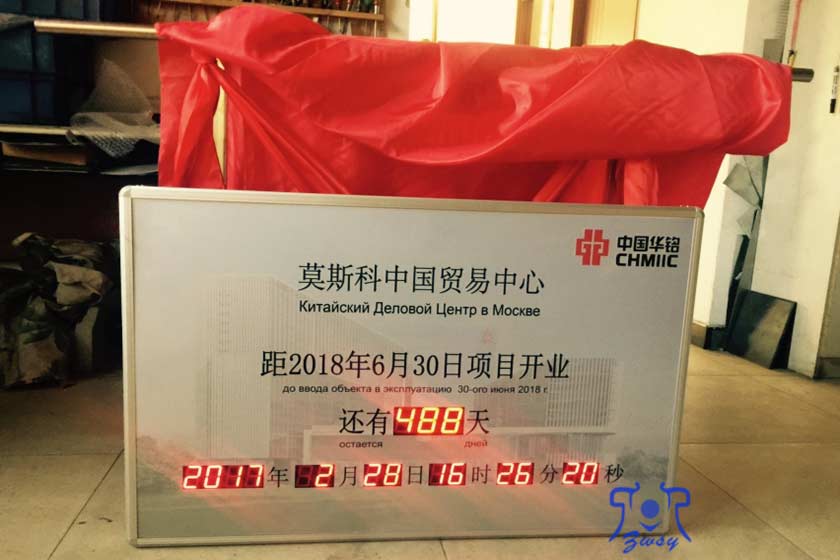 中国华铭
CHMIIC
莫斯科中国贸易中心
Китайский Деловой Центр в Москве
距2018年6月30日项目开业
до ввода объекта в эксплуатацию 30-ого июня 2018 г.
还有488天
остается дней
2017年 2月28日16时26分20秒
zwsy